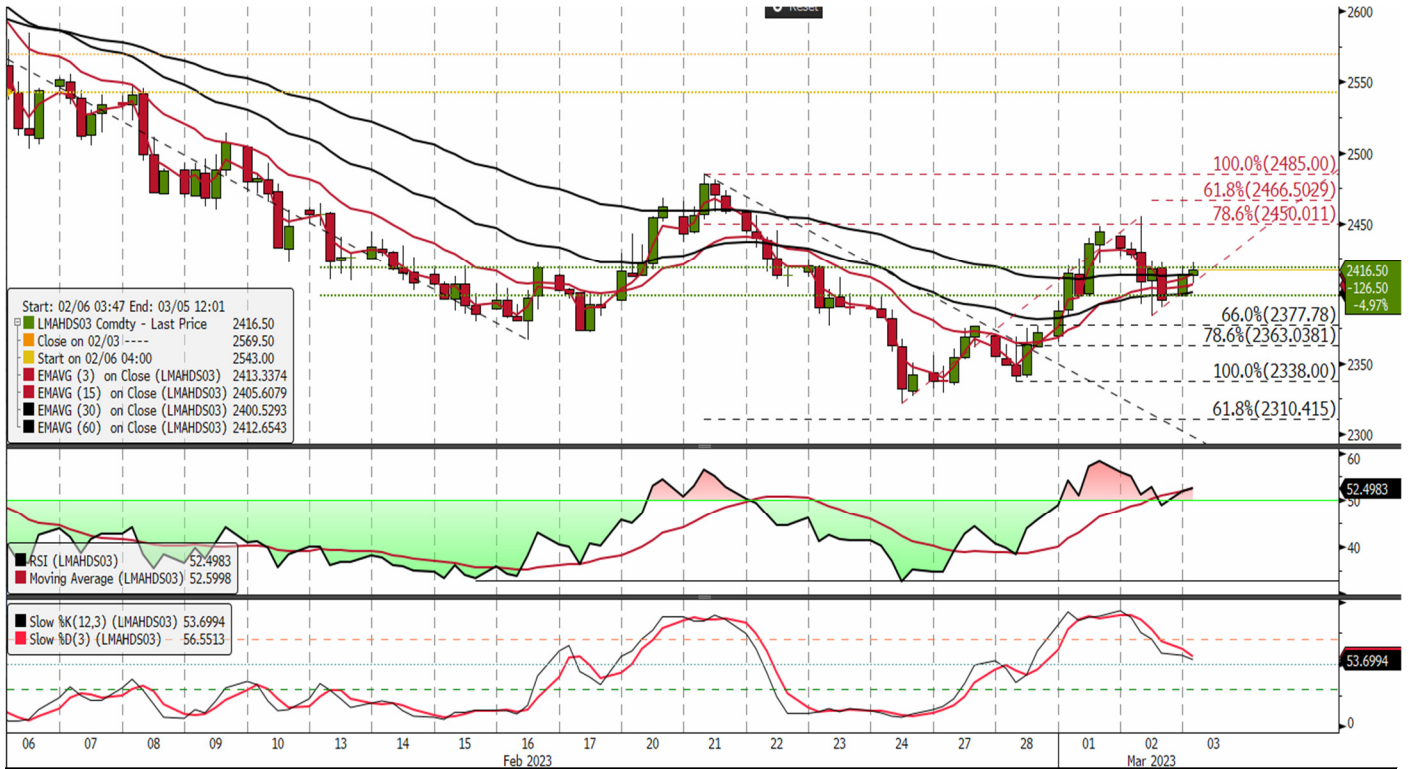 Reset
2600
2550
2500
2450
2350
2300
100.0%(2485.00)
61.8%(2466.5029)
78.6%(2450.011)
2416.50
-126.50
-4.97%
66.0%(2377.78)
78.6%(2363.0381)
100.0%(2338.00)
61.8%(2310.415)
Start: 02/06 03:47 End: 03/05 12:01
LMAHDS03 Comdty - Last Price 2416.50
Close on 02/03 ---- 2569.50
Start on 02/06 04:00 2543.00
EMAVG (3) on Close (LMAHDS03) 2413.3374
EMAVG (15) on Close (LMAHDS03) 2405.6079
EMAVG (30) on Close (LMAHDS03) 2400.5293
EMAVG (60) on Close (LMAHDS03) 2412.6543
60
52.4983
50
40
RSI (LMAHDS03) 52.4983
Moving Average (LMAHDS03) 52.5998
Slow %K(12,3) (LMAHDS03) 53.6994
Slow %D(3) (LMAHDS03) 56.5513
53.6994
0
06 07 08 09 10 13 14 15 16 17 20 21 22 23 24 27 28 01 02 03
Feb 2023 Mar 2023